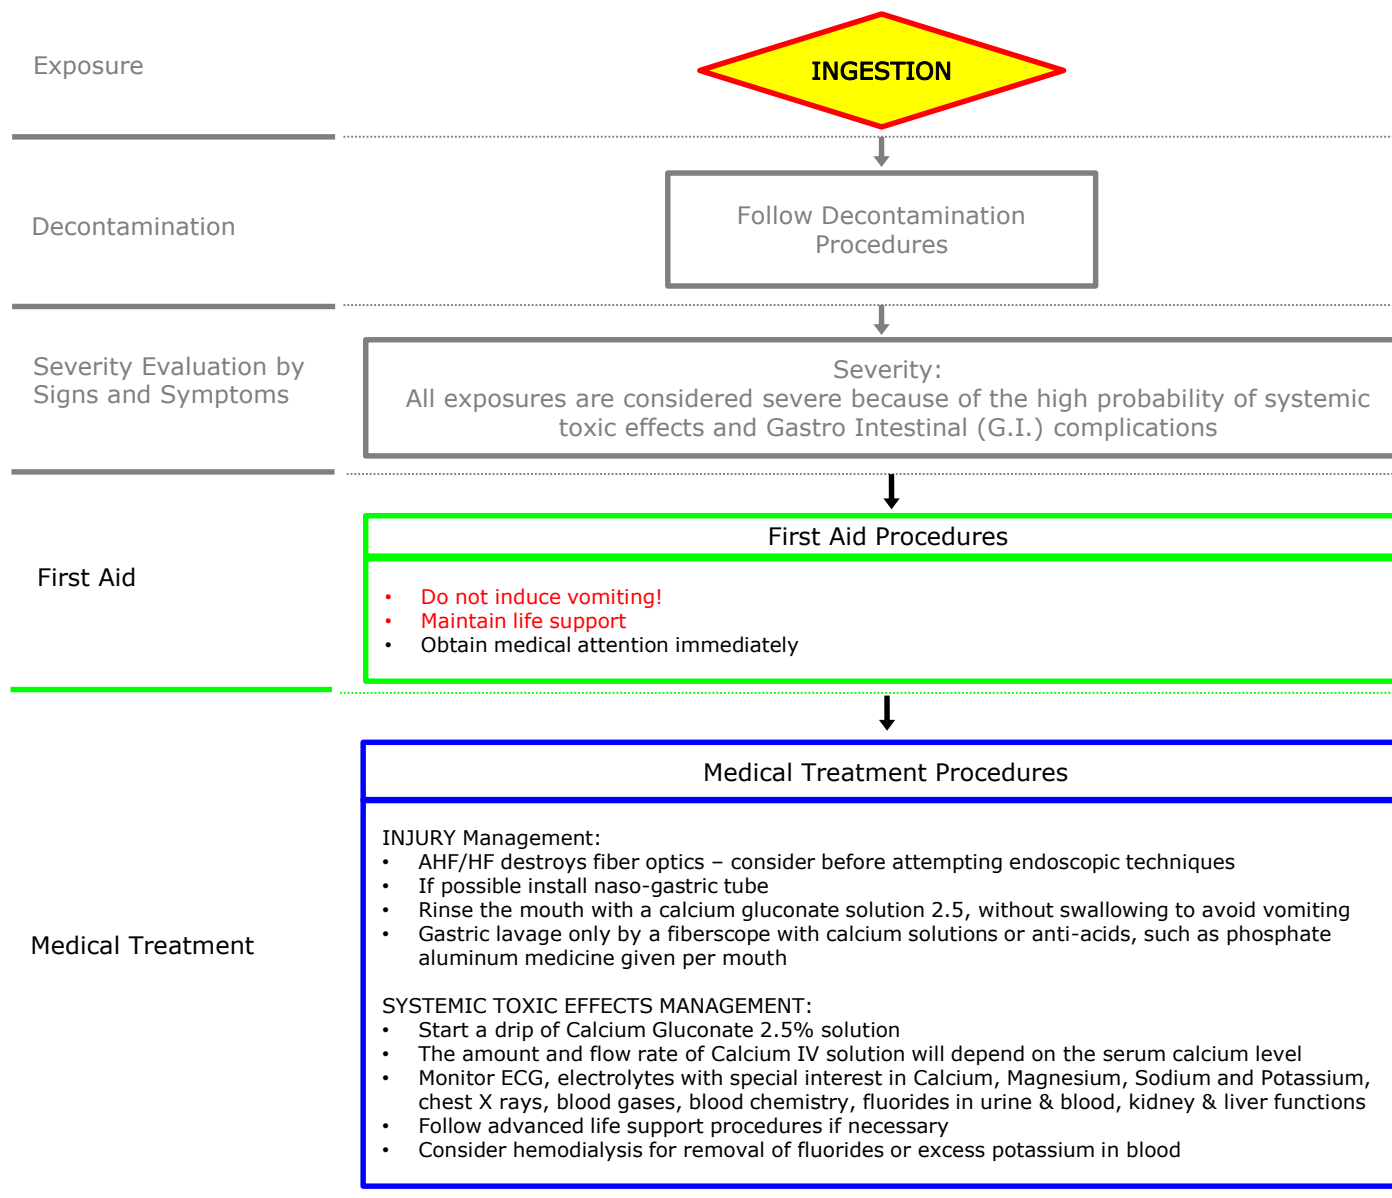 Exposure
INGESTION
Decontamination
Follow Decontamination
Procedures
Severity Evaluation by
Signs and Symptoms
Severity:
All exposures are considered severe because of the high probability of systemic
toxic effects and Gastro Intestinal (G.I.) complications
First Aid
First Aid Procedures
• Do not induce vomiting!
• Maintain life support
• Obtain medical attention immediately
Medical Treatment
Medical Treatment Procedures
INJURY Management:
• AHF/HF destroys fiber optics – consider before attempting endoscopic techniques
• If possible install naso-gastric tube
• Rinse the mouth with a calcium gluconate solution 2.5, without swallowing to avoid vomiting
• Gastric lavage only by a fiberscope with calcium solutions or anti-acids, such as phosphate
aluminum medicine given per mouth
SYSTEMIC TOXIC EFFECTS MANAGEMENT:
• Start a drip of Calcium Gluconate 2.5% solution
• The amount and flow rate of Calcium IV solution will depend on the serum calcium level
• Monitor ECG, electrolytes with special interest in Calcium, Magnesium, Sodium and Potassium,
chest X rays, blood gases, blood chemistry, fluorides in urine & blood, kidney & liver functions
• Follow advanced life support procedures if necessary
• Consider hemodialysis for removal of fluorides or excess potassium in blood